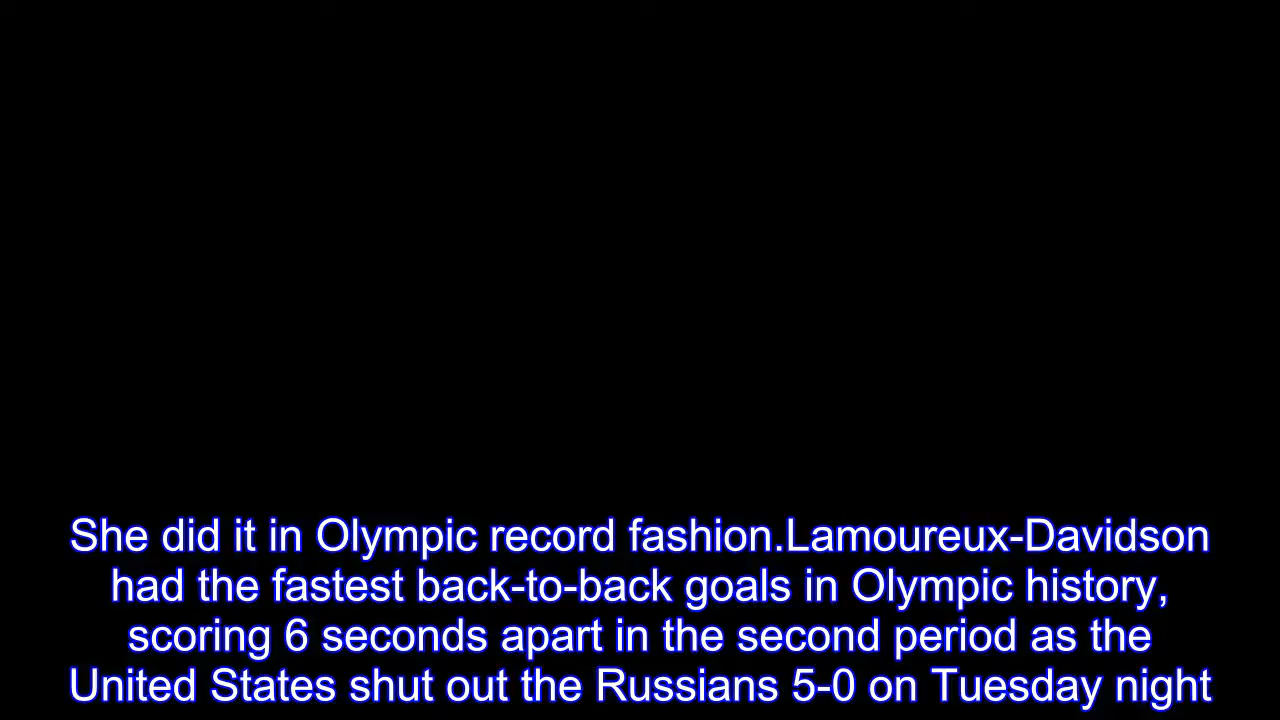 She did it in Olympic record fashion.Lamoureux-Davidson
had the fastest back-to-back goals in Olympic history,
scoring 6 seconds apart in the second period as the
United States shut out the Russians 5-0 on Tuesday night